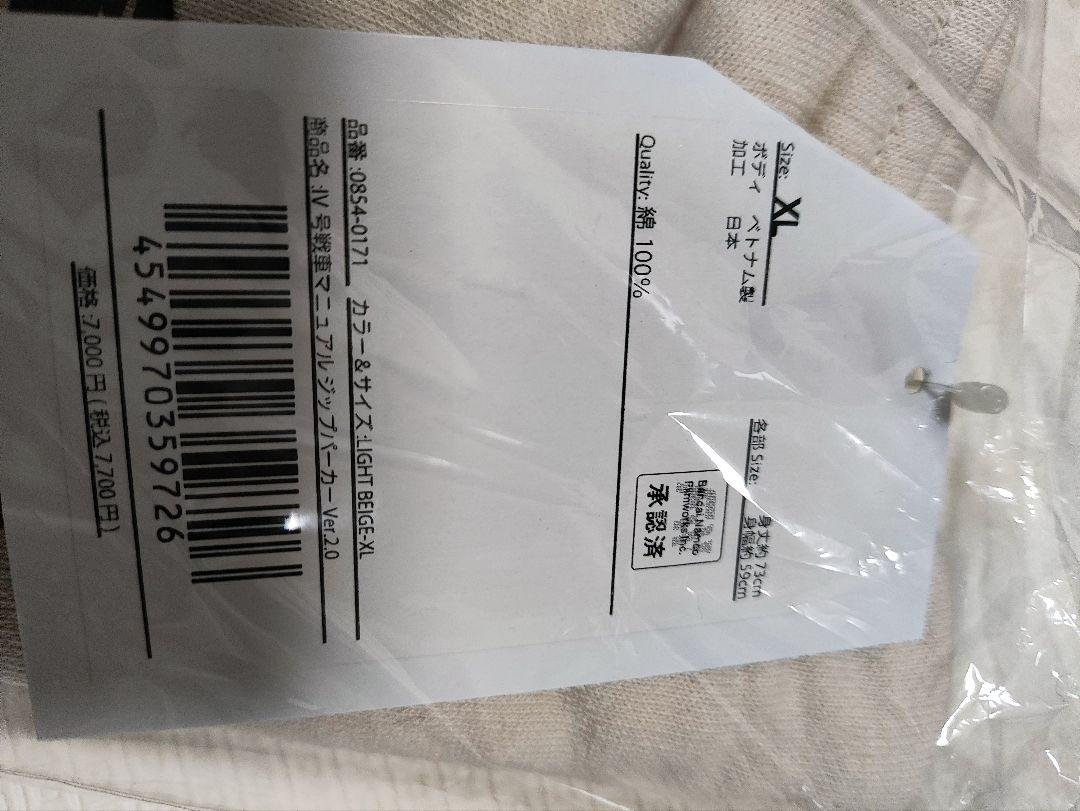 Size: XL
ボディ ベトナム製
加工 日本
各部 Size: 身丈約 73cm
身幅約 59cm
Quality: 綿 100%
Bandai Namco
Filmworks Inc.
承認済
品番:0854-0171 カラー&サイズ:LIGHT BEIGE-XL
商品名:IV 号戦車マニュアル ジップパーカー Ver.2.0
4549970359726
価格:7,000 円 ( 税込 7,700 円 )